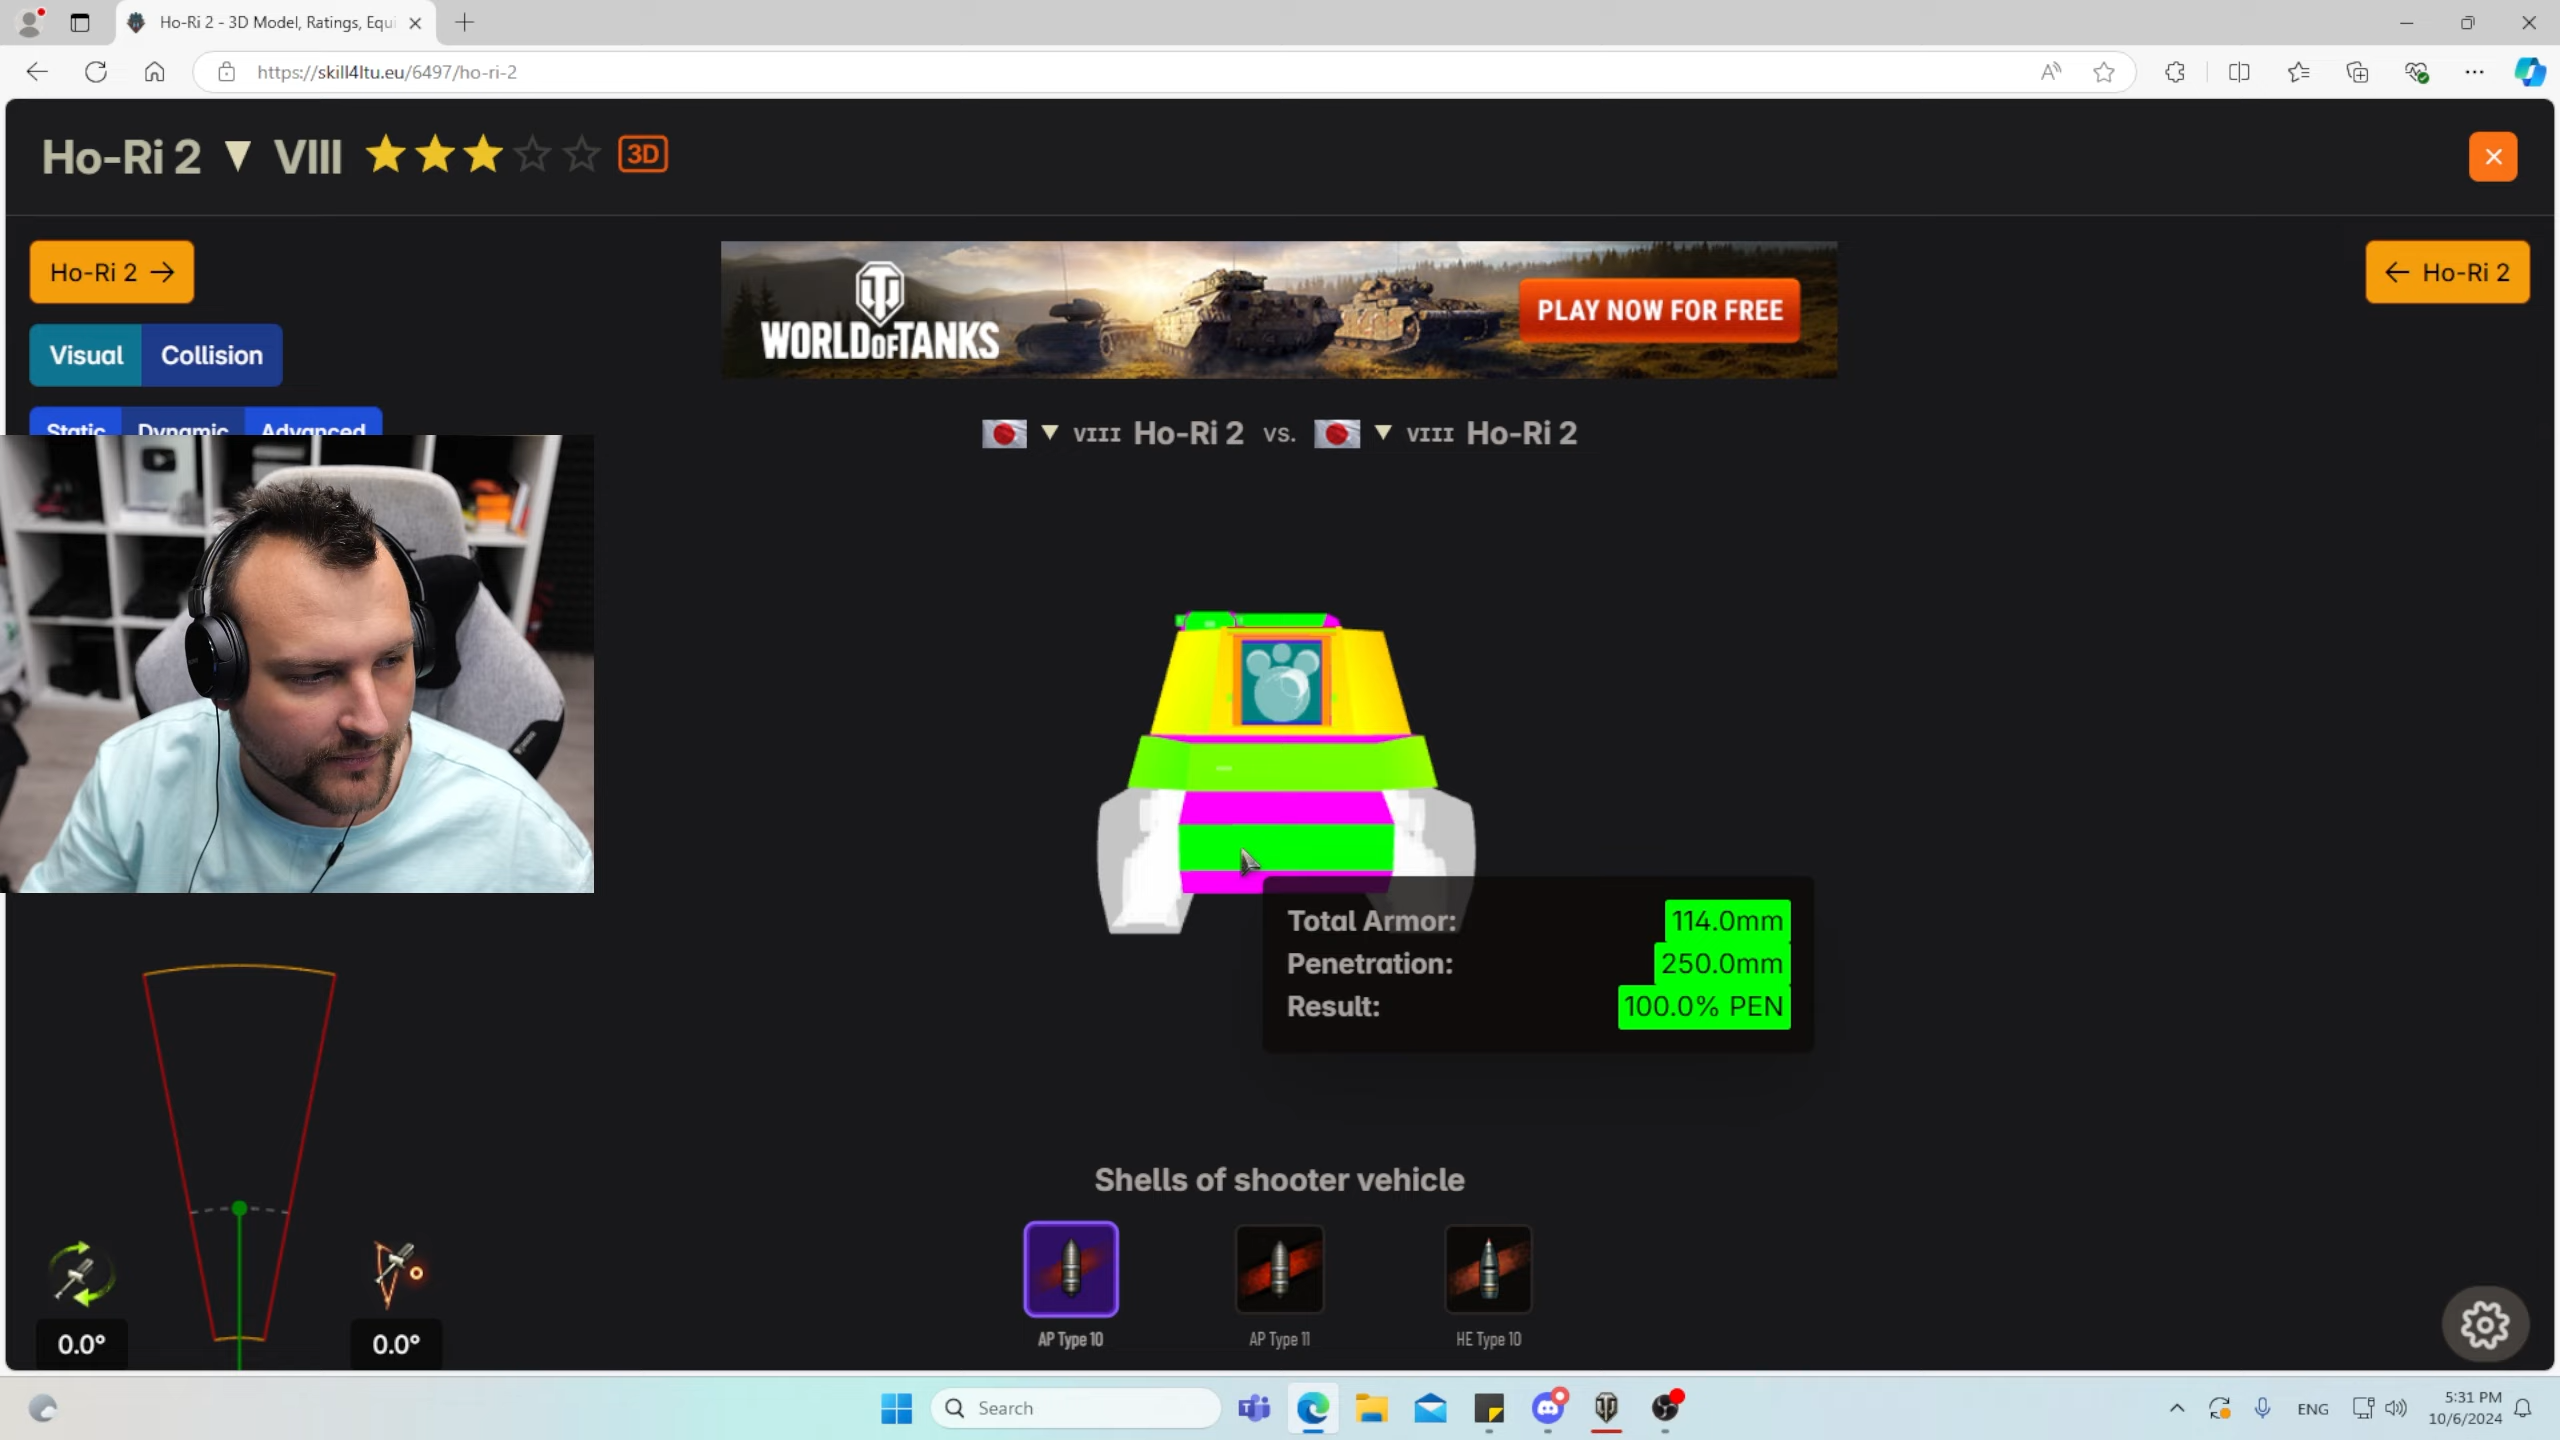 Ho-Ri 2 - 3D Model, Ratings, Equi
https://skill4ltu.eu/6497/ho-ri-2
Ho-Ri 2 VIII 3D
Ho-Ri 2 →
← Ho-Ri 2
WORLD OF TANKS
PLAY NOW FOR FREE
Visual Collision
Static Dynamic Advanced
VIII Ho-Ri 2 vs. VIII Ho-Ri 2
Total Armor: 114.0mm
Penetration: 250.0mm
Result: 100.0% PEN
Shells of shooter vehicle
AP Type 10 AP Type 11 HE Type 10
0.0° 0.0°
Search
ENG
5:31 PM
10/6/2024